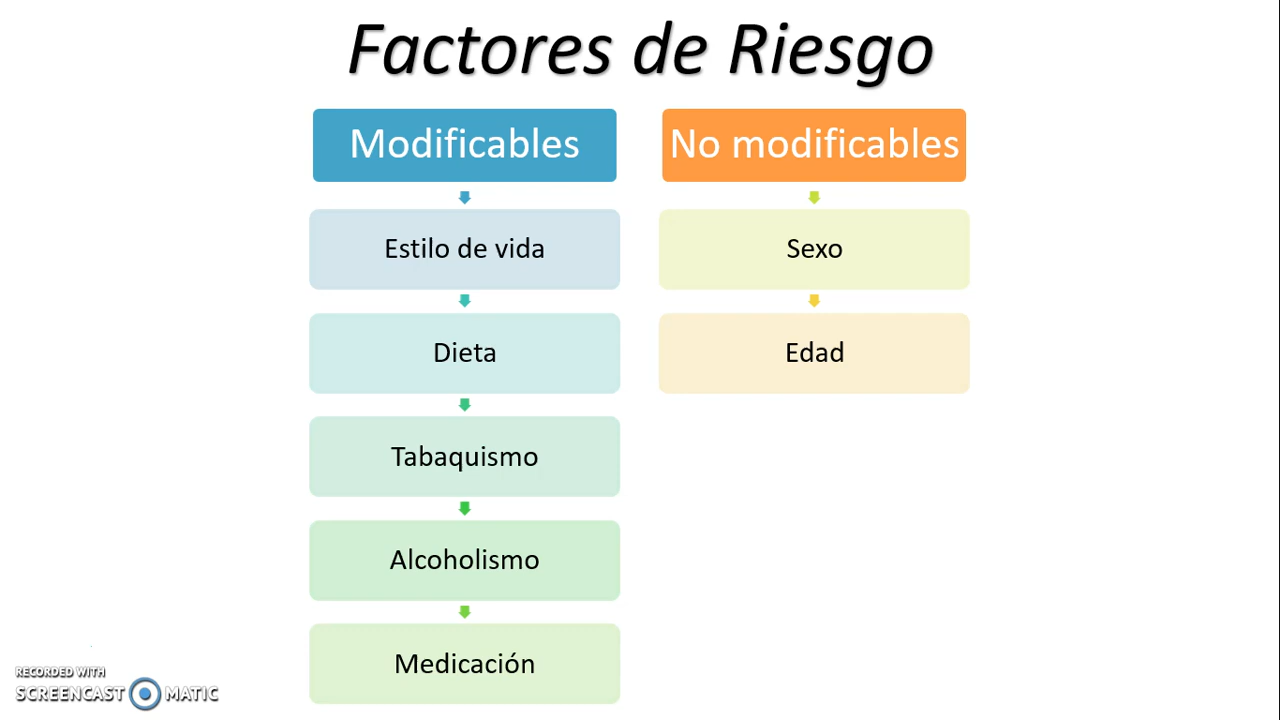 Factores de Riesgo
Modificables
Estilo de vida
Dieta
Tabaquismo
Alcoholismo
Medicación
No modificables
Sexo
Edad
RECORDED WITH
SCREENCAST MATIC